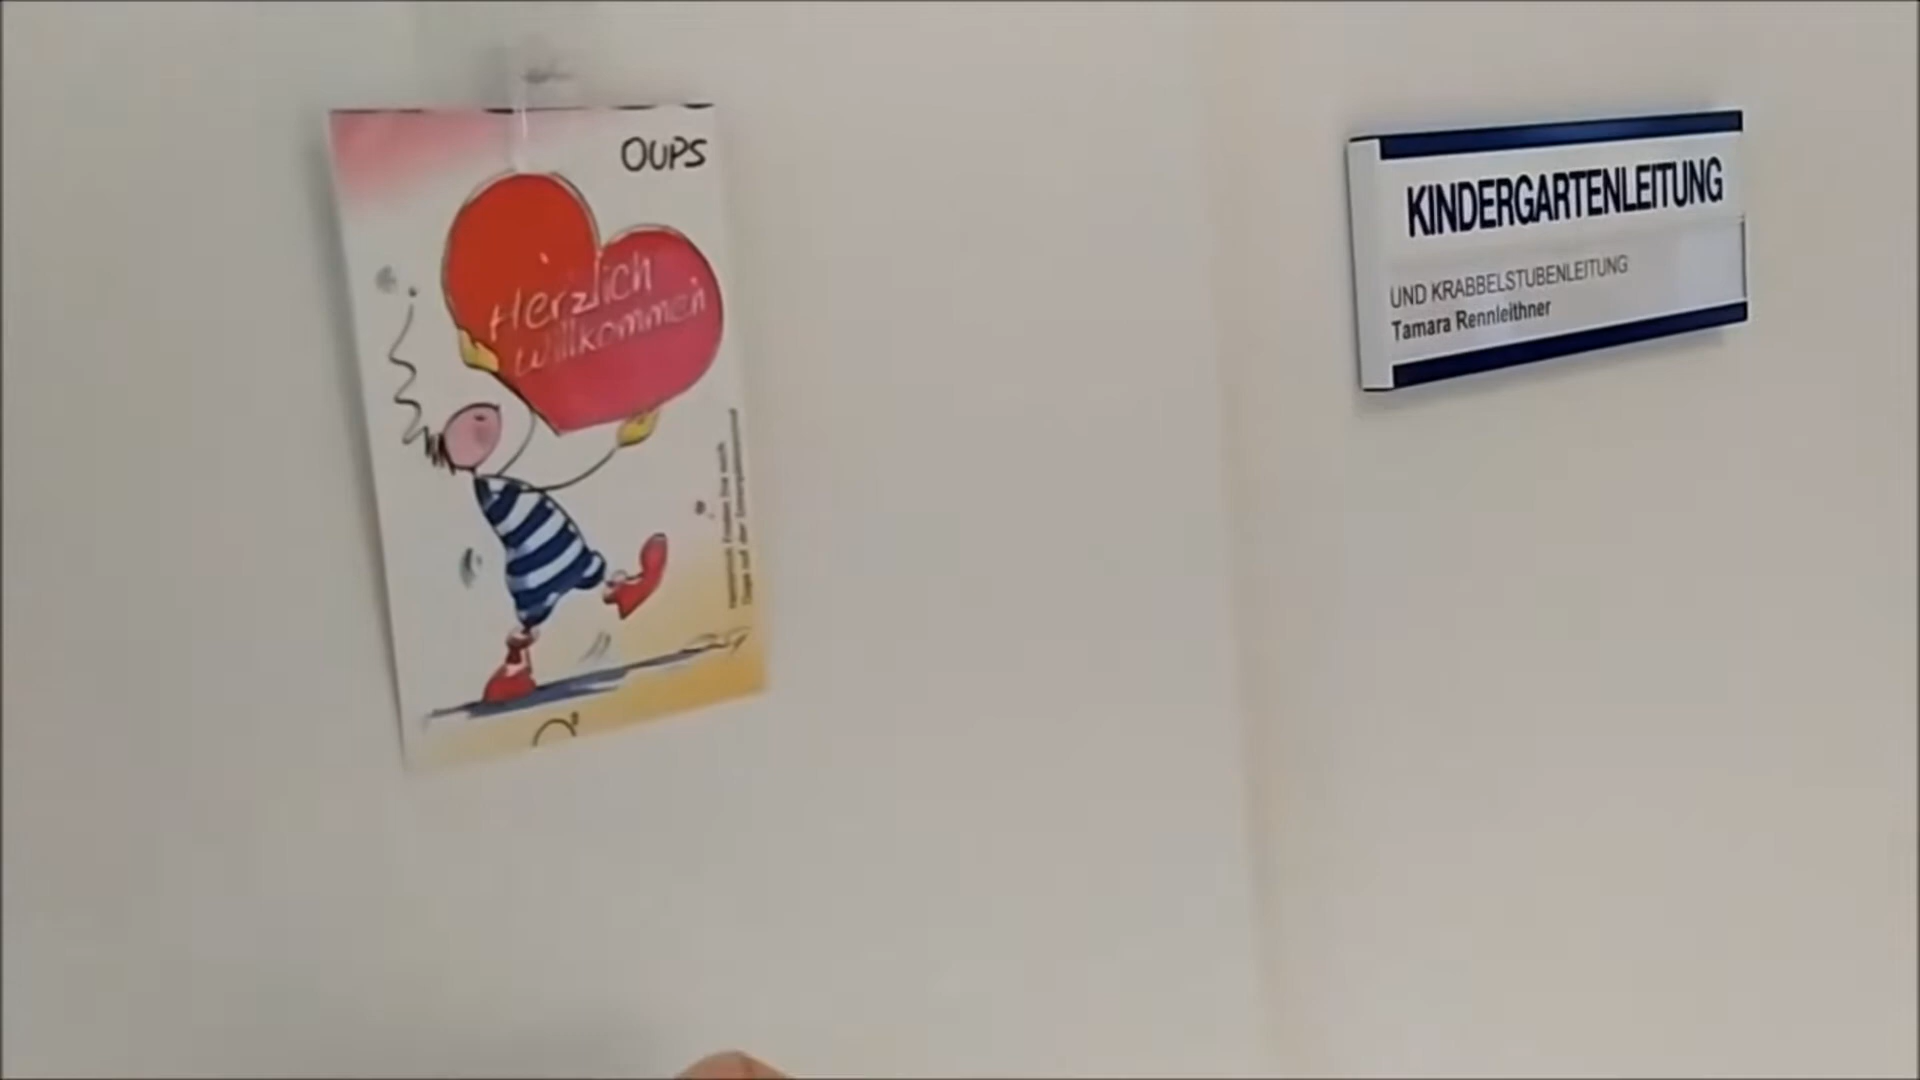 OUPS
Herzlich
willkommen
KINDERGARTENLEITUNG
UND KRABBELSTUBENLEITUNG
Tamara Rennleithner